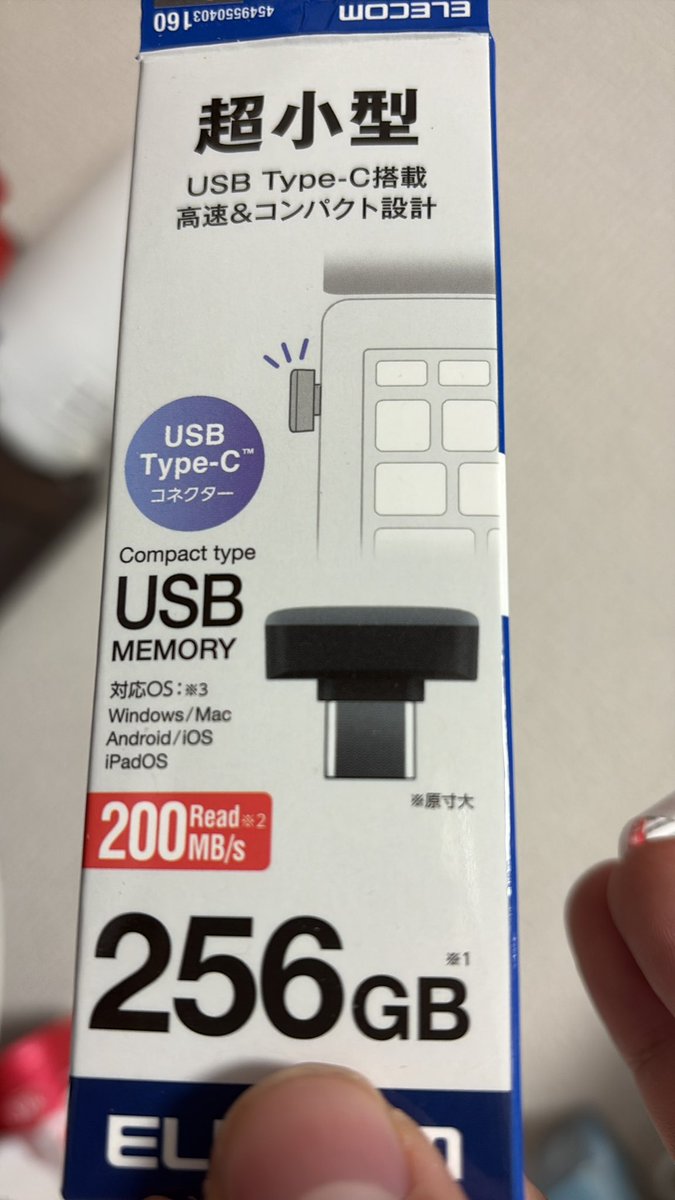 4549550403160
ELECOM
超小型
USB Type-C搭載
高速&コンパクト設計
USB
Type-C™
コネクター
Compact type
USB
MEMORY
対応OS:※3
Windows/Mac
Android/iOS
iPadOS
※原寸大
200 Read※2
MB/s
256GB※1